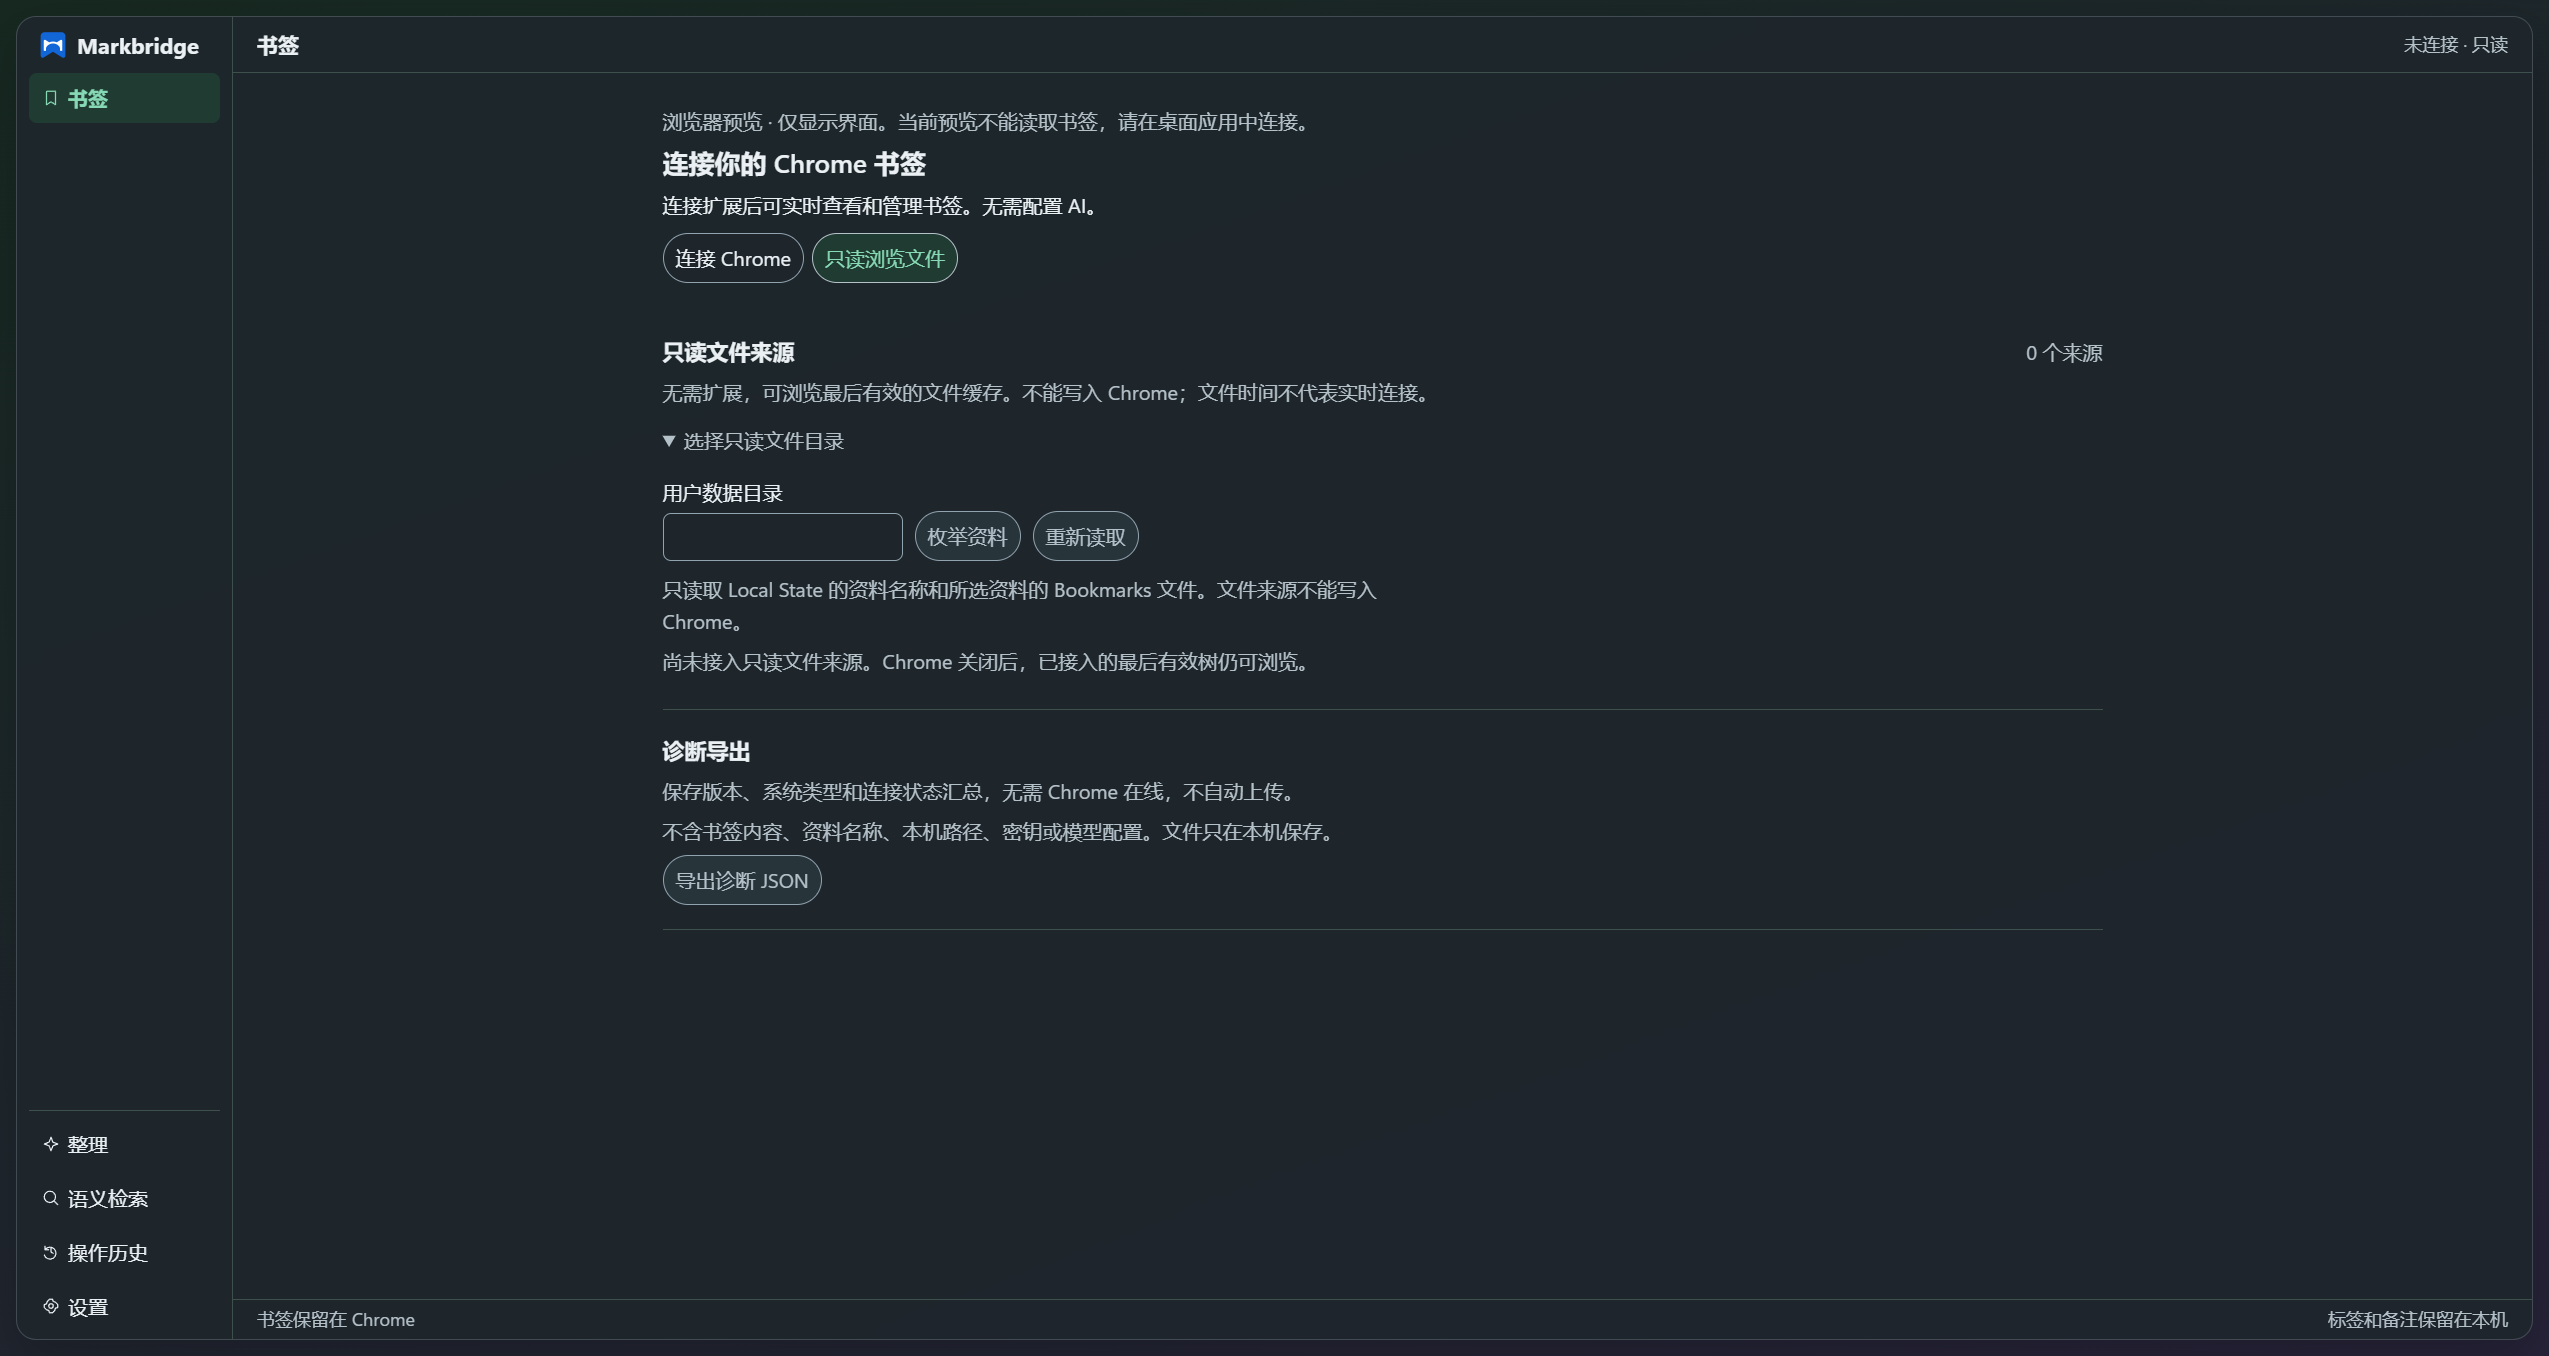 Markbridge
书签
书签
未连接 · 只读
浏览器预览 · 仅显示界面。当前预览不能读取书签，请在桌面应用中连接。
连接你的 Chrome 书签
连接扩展后可实时查看和管理书签。无需配置 AI。
连接 Chrome
只读浏览文件
只读文件来源
0 个来源
无需扩展，可浏览最后有效的文件缓存。不能写入 Chrome；文件时间不代表实时连接。
▼ 选择只读文件目录
用户数据目录
枚举资料
重新读取
只读取 Local State 的资料名称和所选资料的 Bookmarks 文件。文件来源不能写入
Chrome。
尚未接入只读文件来源。Chrome 关闭后，已接入的最后有效树仍可浏览。
诊断导出
保存版本、系统类型和连接状态汇总，无需 Chrome 在线，不自动上传。
不含书签内容、资料名称、本机路径、密钥或模型配置。文件只在本机保存。
导出诊断 JSON
整理
语义检索
操作历史
设置
书签保留在 Chrome
标签和备注保留在本机